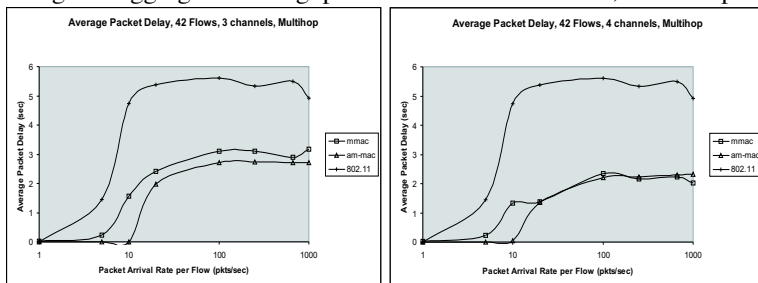 Average Packet Delay, 42 Flows, 3 channels, Multihop
Average Packet Delay (sec)
6
5
4
3
2
1
0
1 10 100 1000
Packet Arrival Rate per Flow (pkts/sec)
mmac
am-mac
802.11
Average Packet Delay, 42 Flows, 4 channels, Multihop
Average Packet Delay (sec)
6
5
4
3
2
1
0
1 10 100 1000
Packet Arrival Rate per Flow (pkts/sec)
mmac
am-mac
802.11